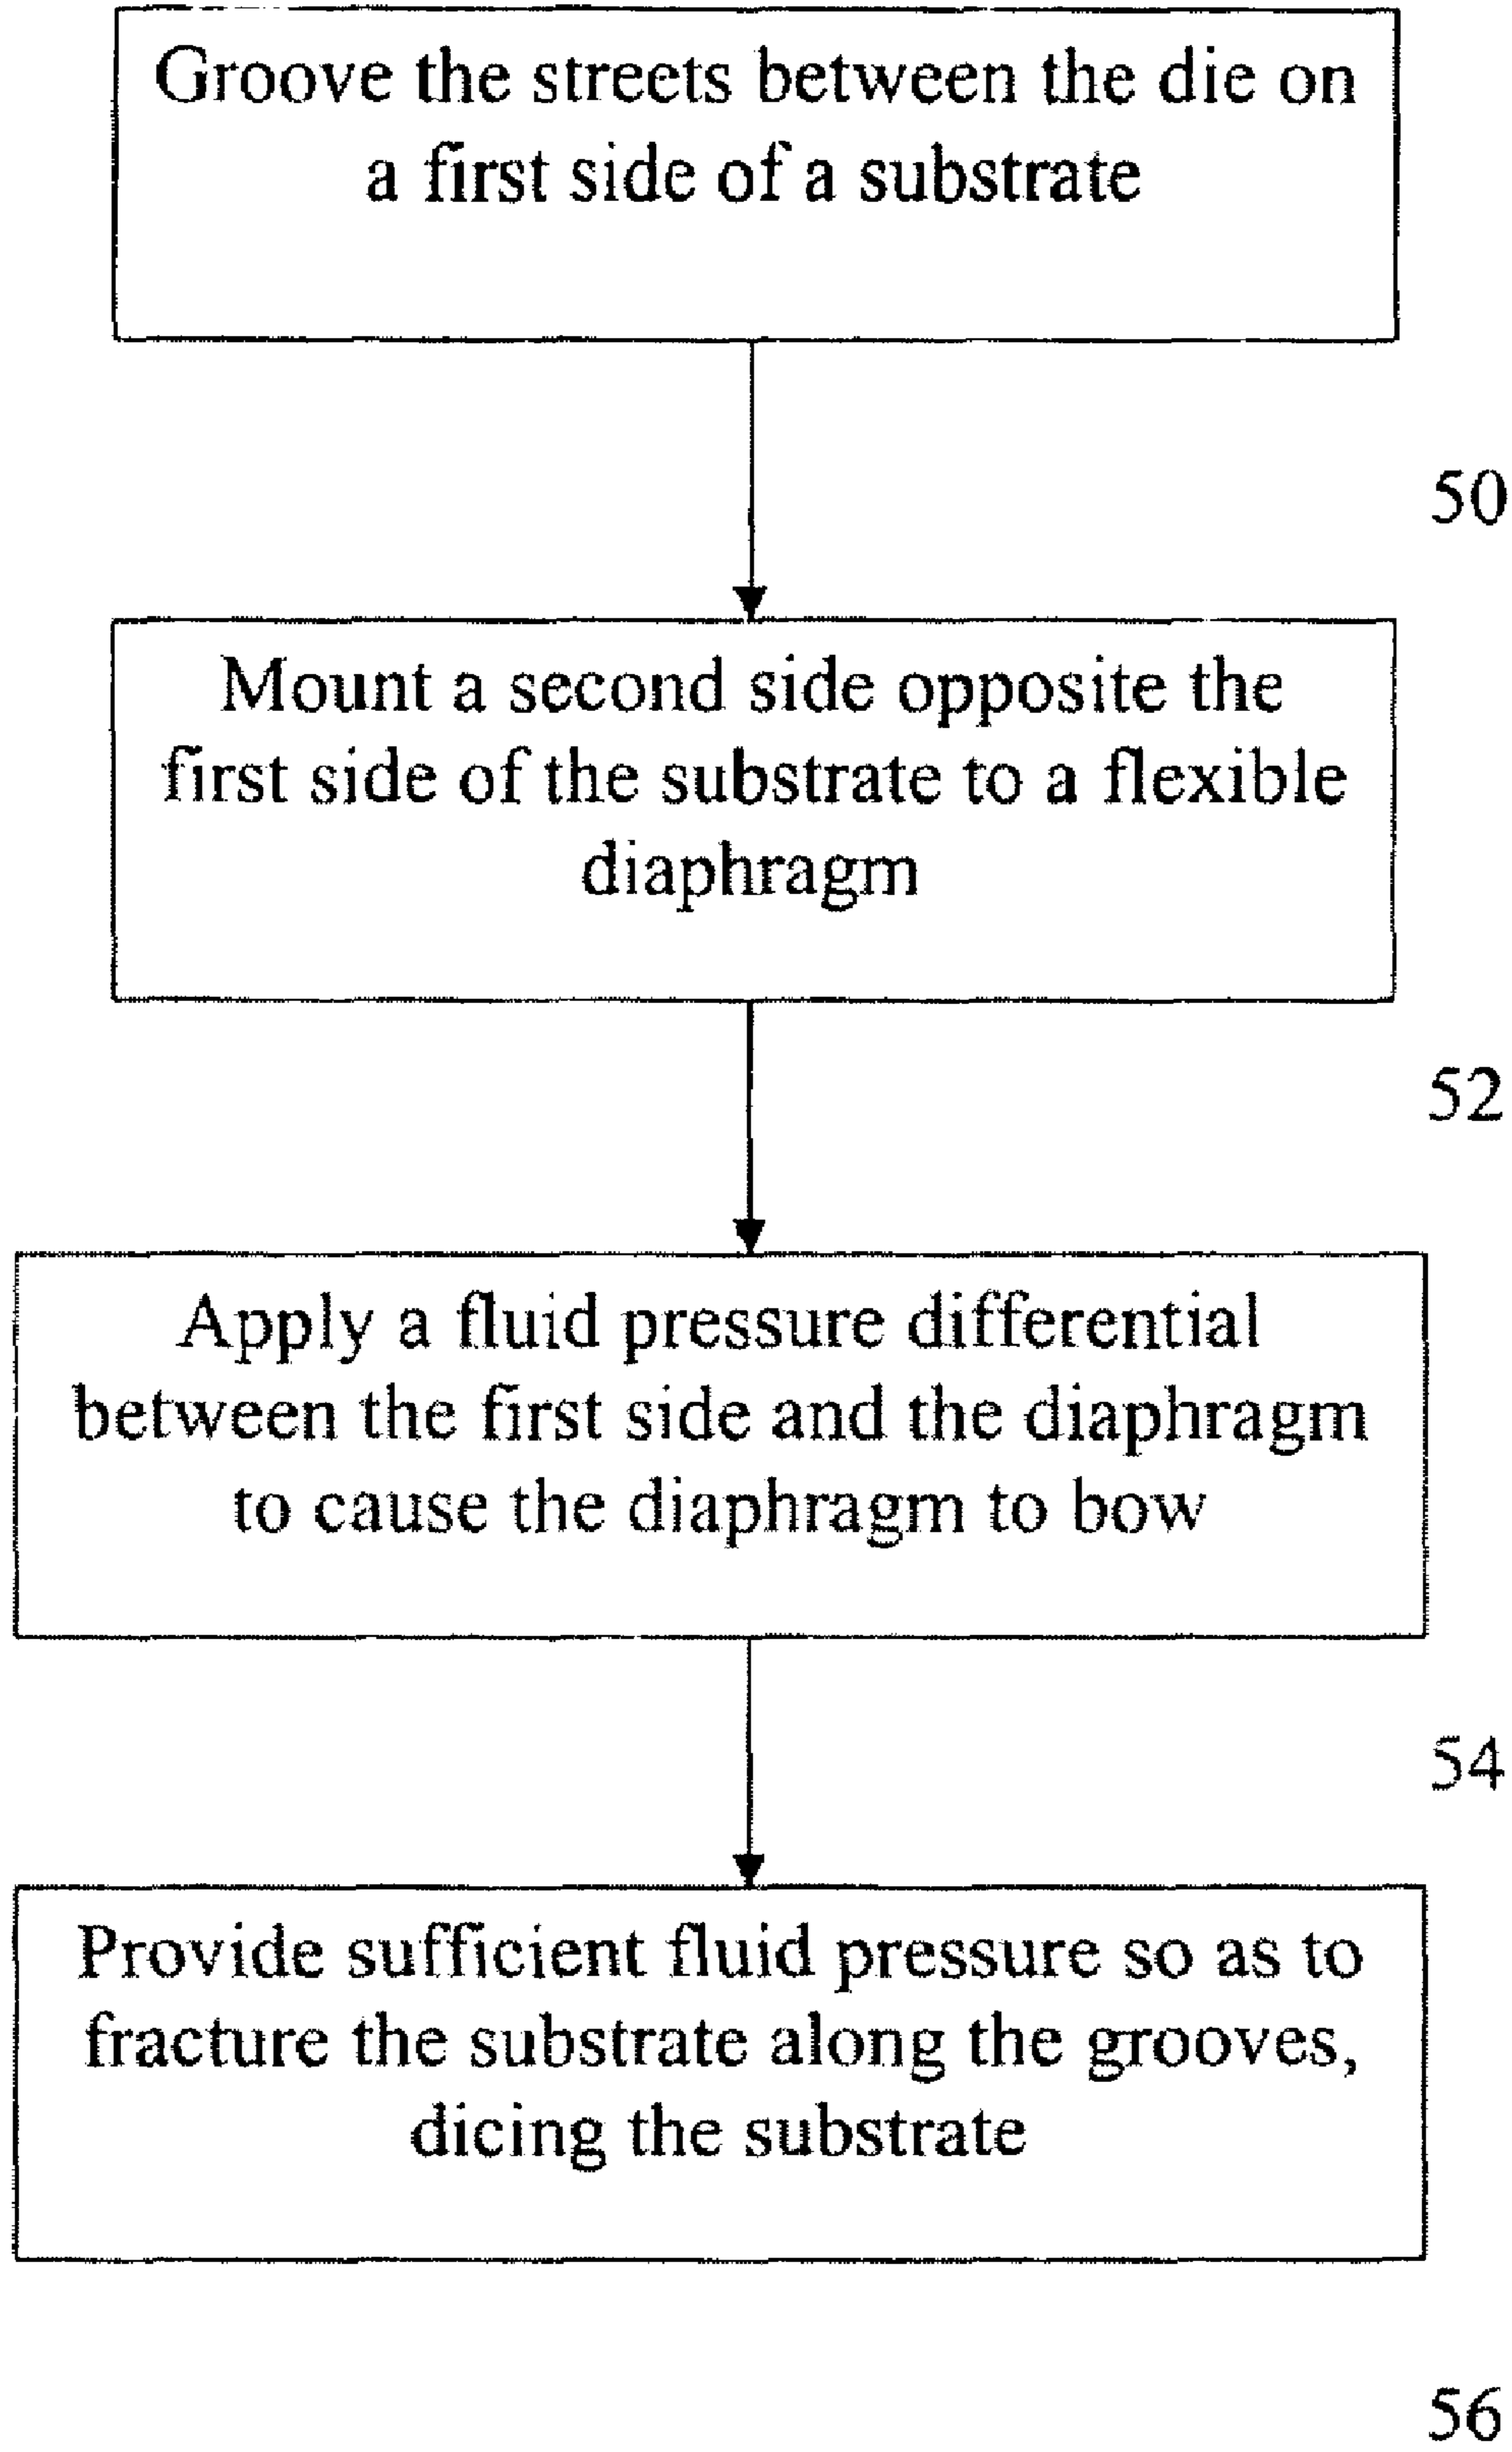 Groove the streets between the die on
a first side of a substrate
50
Mount a second side opposite the
first side of the substrate to a flexible
diaphragm
52
Apply a fluid pressure differential
between the first side and the diaphragm
to cause the diaphragm to bow
54
Provide sufficient fluid pressure so as to
fracture the substrate along the grooves,
dicing the substrate
56